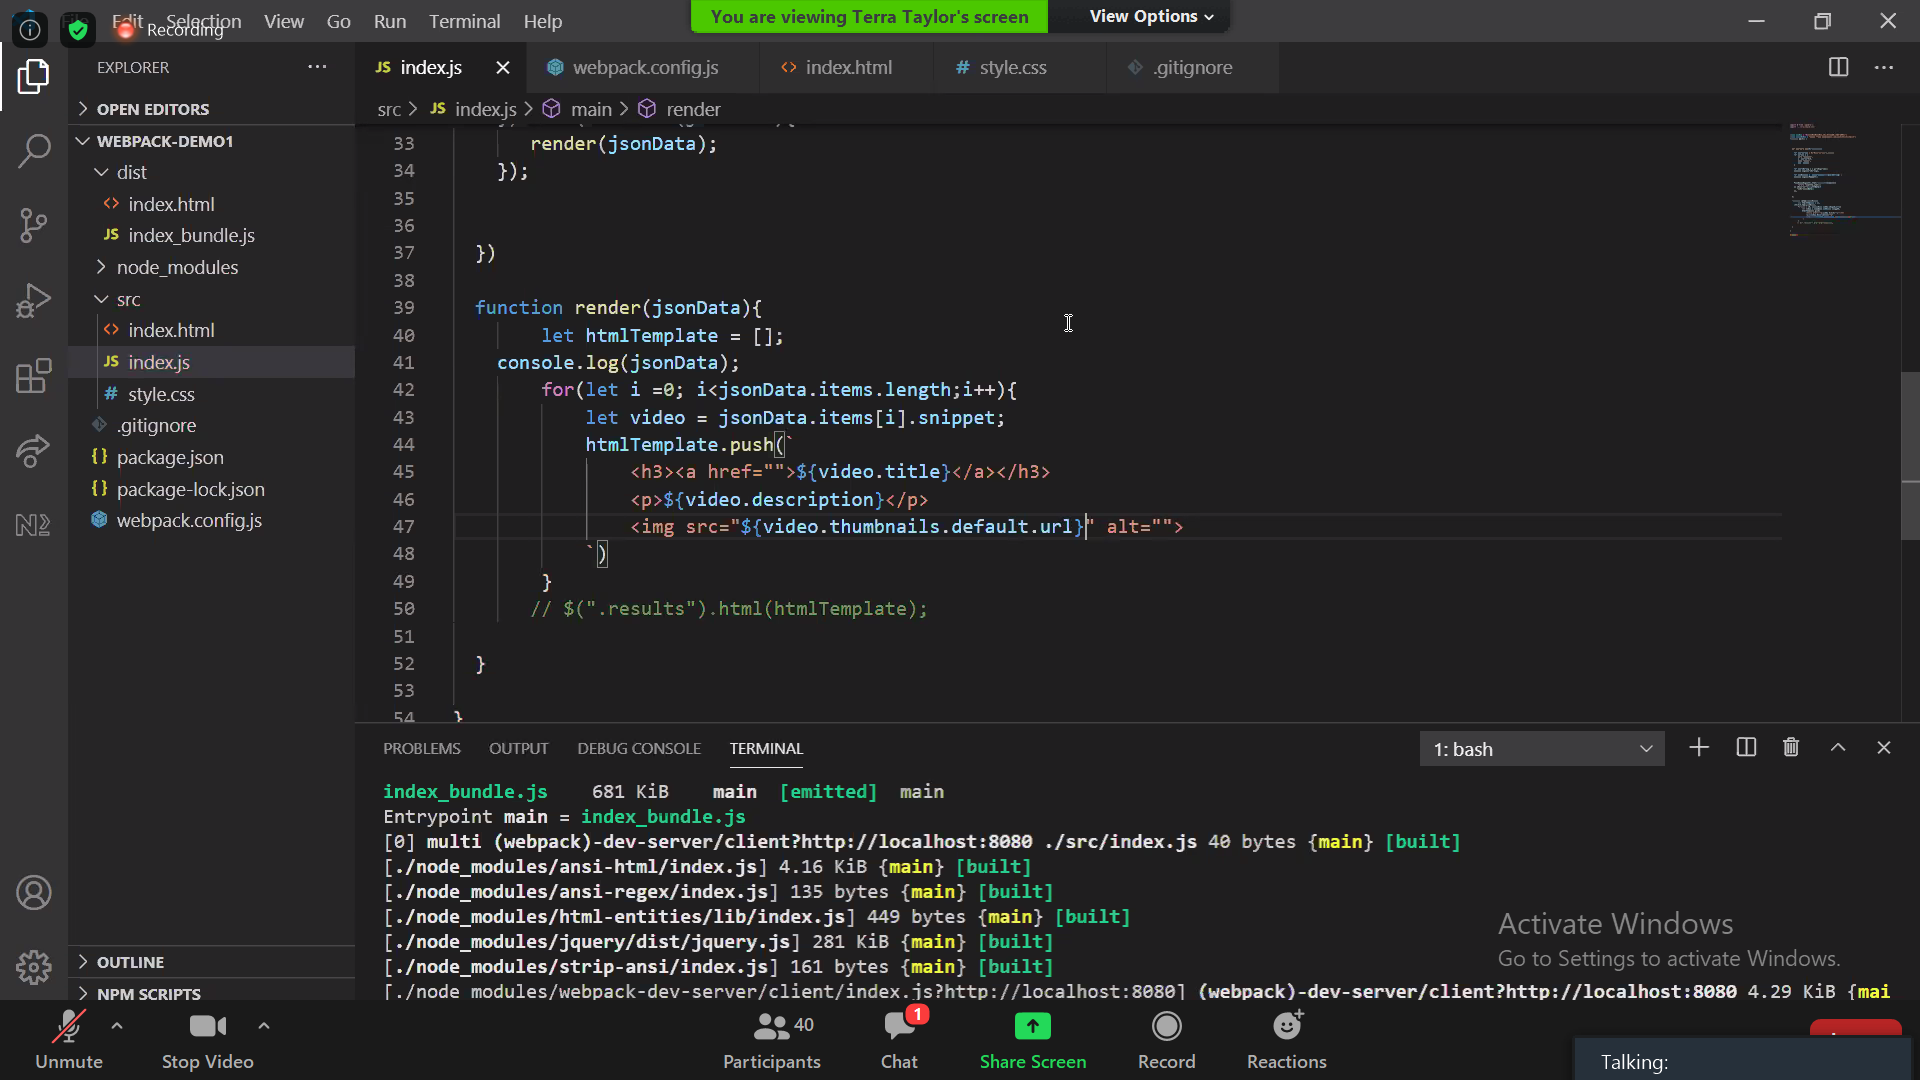 Edit Selection View Go Run Terminal Help
Recording
You are viewing Terra Taylor's screen
View Options
EXPLORER
OPEN EDITORS
WEBPACK-DEMO1
dist
index.html
index_bundle.js
node_modules
src
index.html
index.js
style.css
.gitignore
package.json
package-lock.json
webpack.config.js
OUTLINE
NPM SCRIPTS
JS index.js
webpack.config.js
<> index.html
# style.css
.gitignore
src > JS index.js > main > render
33 render(jsonData);
34 });
35
36
37 })
38
39 function render(jsonData){
40 let htmlTemplate = [];
41 console.log(jsonData);
42 for(let i =0; i<jsonData.items.length;i++){
43 let video = jsonData.items[i].snippet;
44 htmlTemplate.push(`
45 <h3><a href="">${video.title}</a></h3>
46 <p>${video.description}</p>
47 <img src="${video.thumbnails.default.url}" alt="">
48 `)
49 }
50 // $(".results").html(htmlTemplate);
51
52 }
53
54 }
PROBLEMS OUTPUT DEBUG CONSOLE TERMINAL
1: bash
index_bundle.js 681 KiB main [emitted] main
Entrypoint main = index_bundle.js
[0] multi (webpack)-dev-server/client?http://localhost:8080 ./src/index.js 40 bytes {main} [built]
[./node_modules/ansi-html/index.js] 4.16 KiB {main} [built]
[./node_modules/ansi-regex/index.js] 135 bytes {main} [built]
[./node_modules/html-entities/lib/index.js] 449 bytes {main} [built]
[./node_modules/jquery/dist/jquery.js] 281 KiB {main} [built]
[./node_modules/strip-ansi/index.js] 161 bytes {main} [built]
[./node_modules/webpack-dev-server/client/index.js?http://localhost:8080] (webpack)-dev-server/client?http://localhost:8080 4.29 KiB {mai
Activate Windows
Go to Settings to activate Windows.
Unmute
Stop Video
Participants 40
Chat 1
Share Screen
Record
Reactions
Talking: